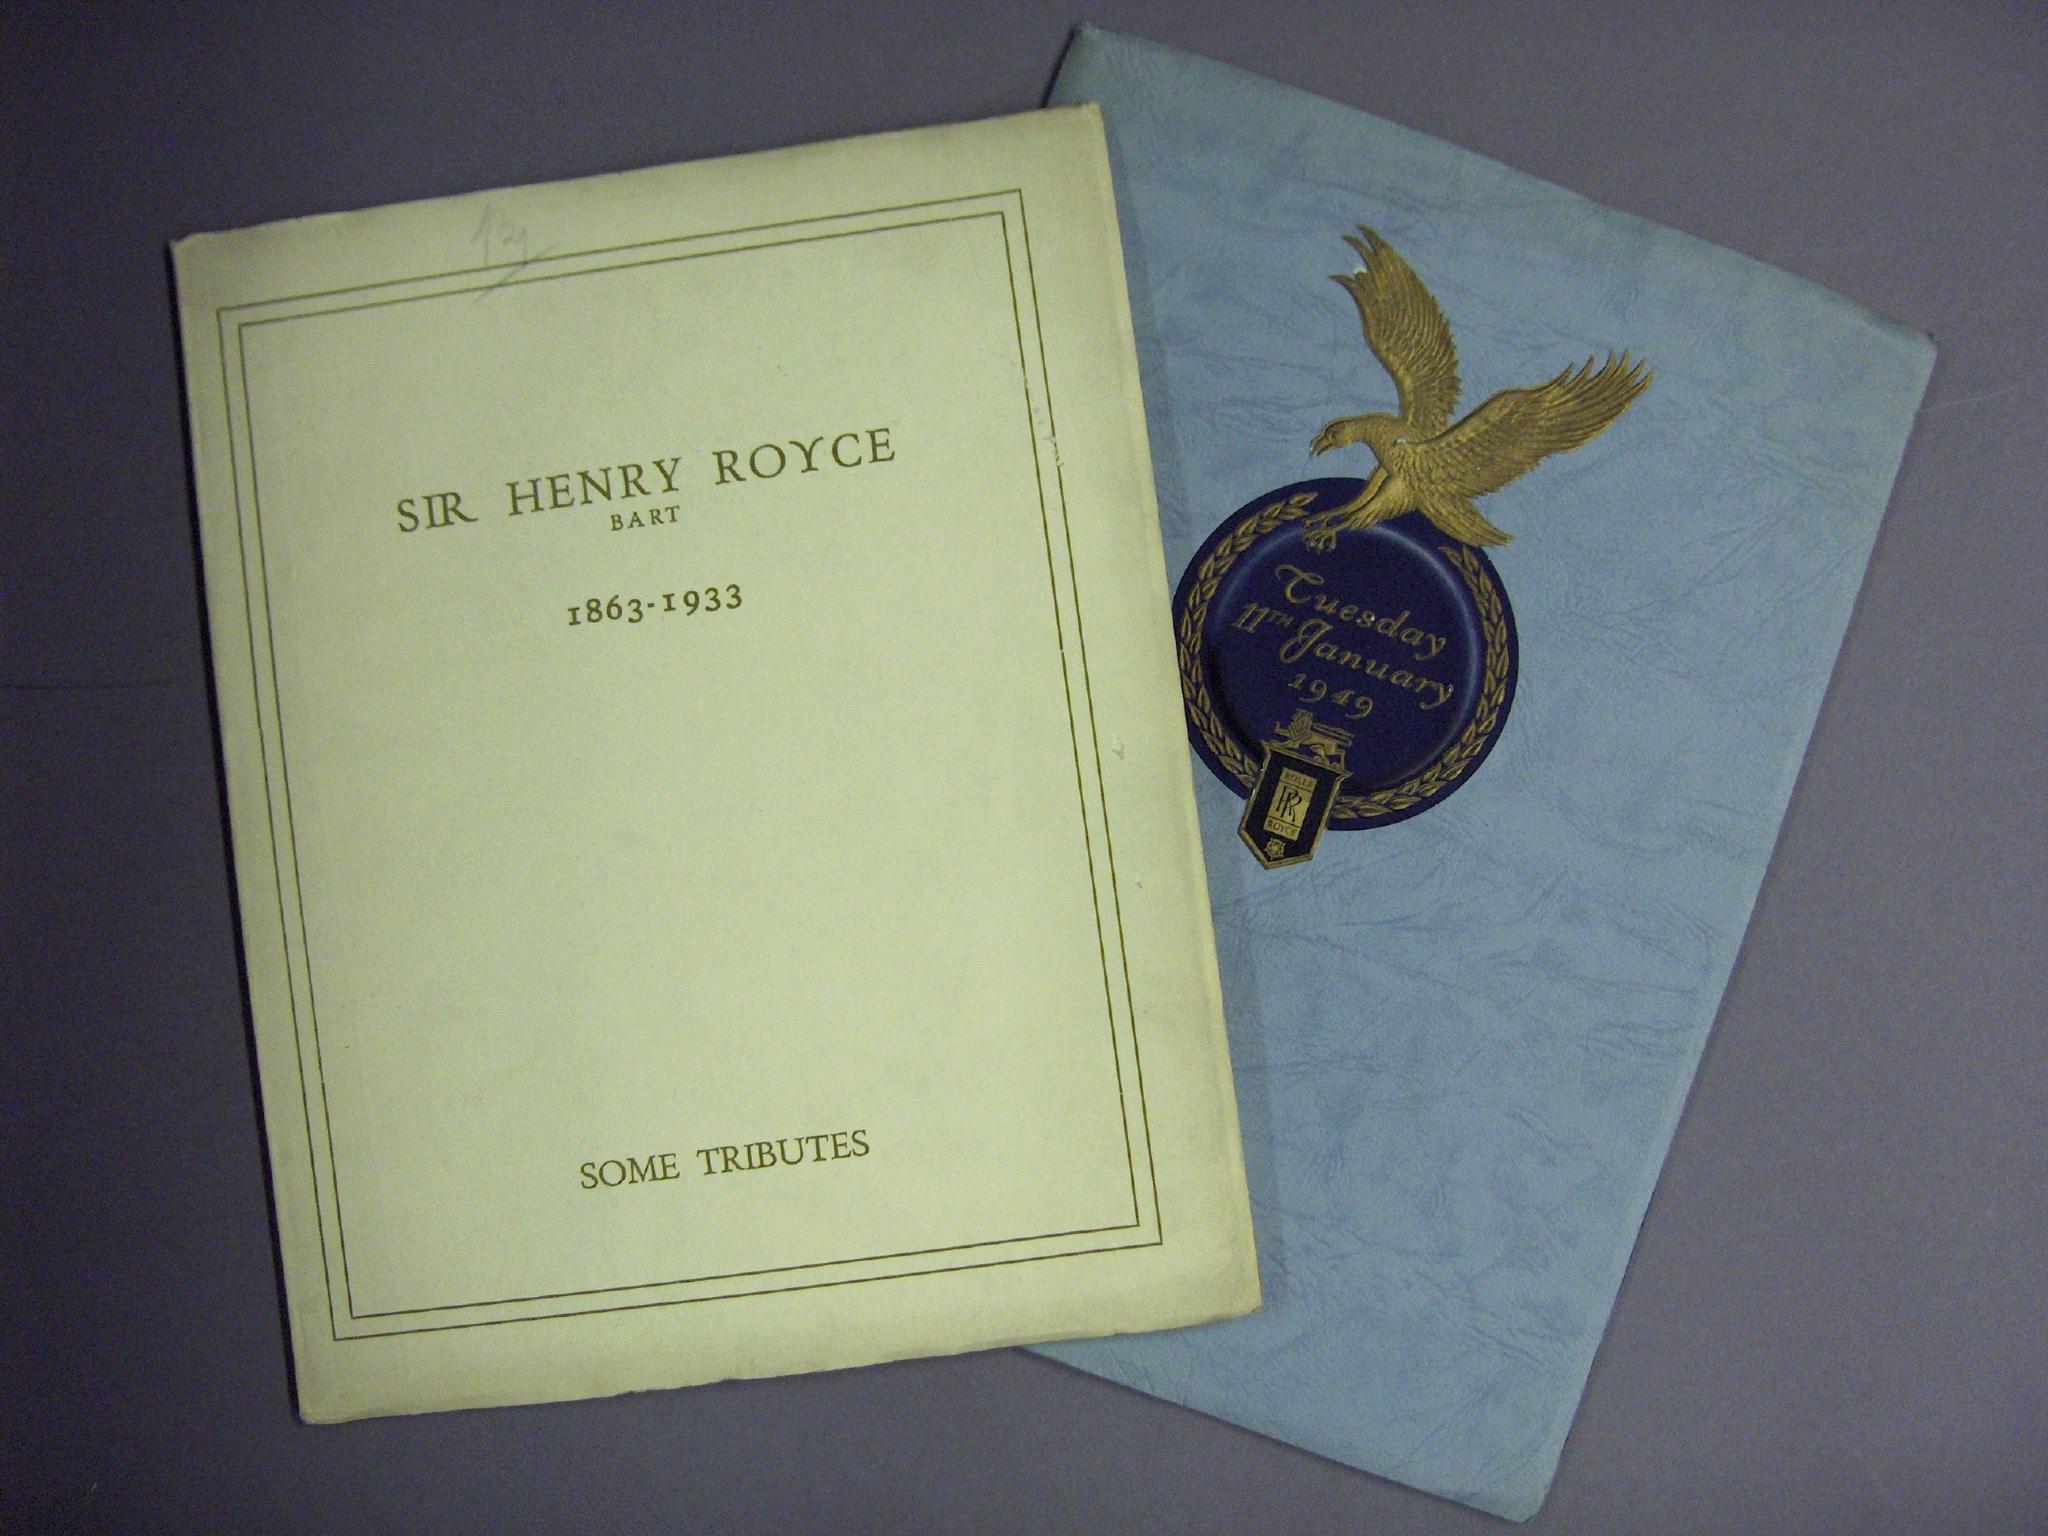 SIR HENRY ROYCE
BART
1863-1933
SOME TRIBUTES
Tuesday
11TH January
1949
ROLLS
RR
ROYCE